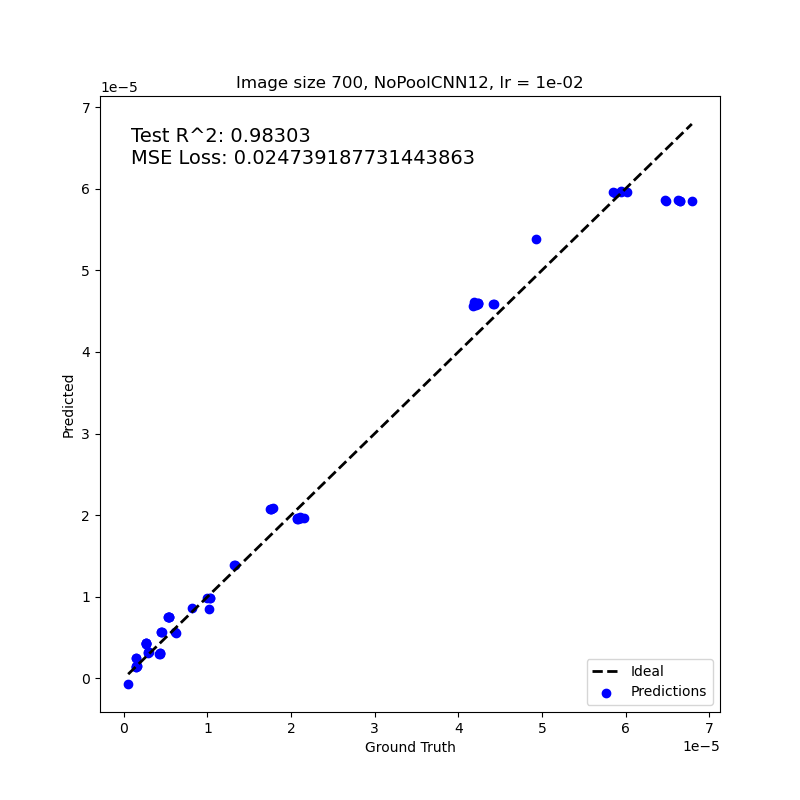 Image size 700, NoPoolCNN12, lr = 1e-02
1e−5
Test R^2: 0.98303
MSE Loss: 0.024739187731443863
7
6
5
4
3
2
1
0
Predicted
Ideal
Predictions
0 1 2 3 4 5 6 7
Ground Truth
1e−5